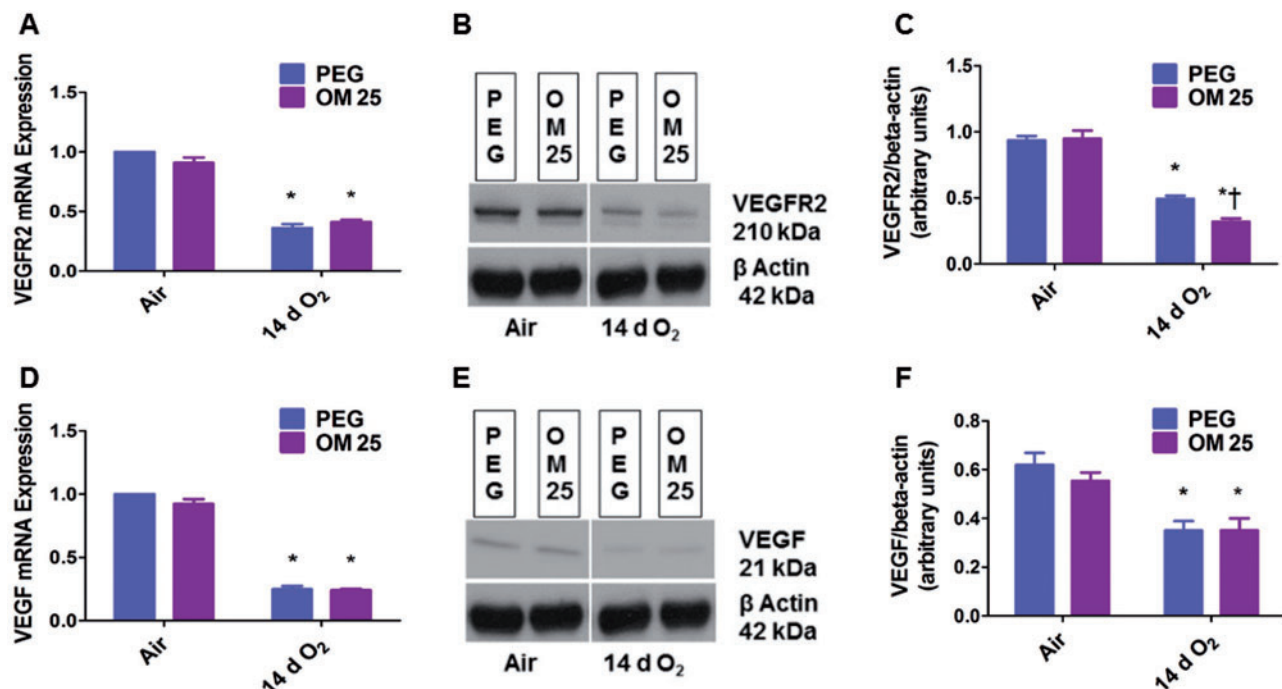 A
VEGFR2 mRNA Expression
1.5
1.0
0.5
0.0
PEG
OM 25
*
*
Air
14 d O₂
B
P
E
G
O
M
25
P
E
G
O
M
25
VEGFR2
210 kDa
β Actin
42 kDa
Air
14 d O₂
C
VEGFR2/beta-actin
(arbitrary units)
1.5
1.0
0.5
0.0
PEG
OM 25
*
*†
Air
14 d O₂
D
VEGF mRNA Expression
1.5
1.0
0.5
0.0
PEG
OM 25
*
*
Air
14 d O₂
E
P
E
G
O
M
25
P
E
G
O
M
25
VEGF
21 kDa
β Actin
42 kDa
Air
14 d O₂
F
VEGF/beta-actin
(arbitrary units)
0.8
0.6
0.4
0.2
0.0
PEG
OM 25
*
*
Air
14 d O₂